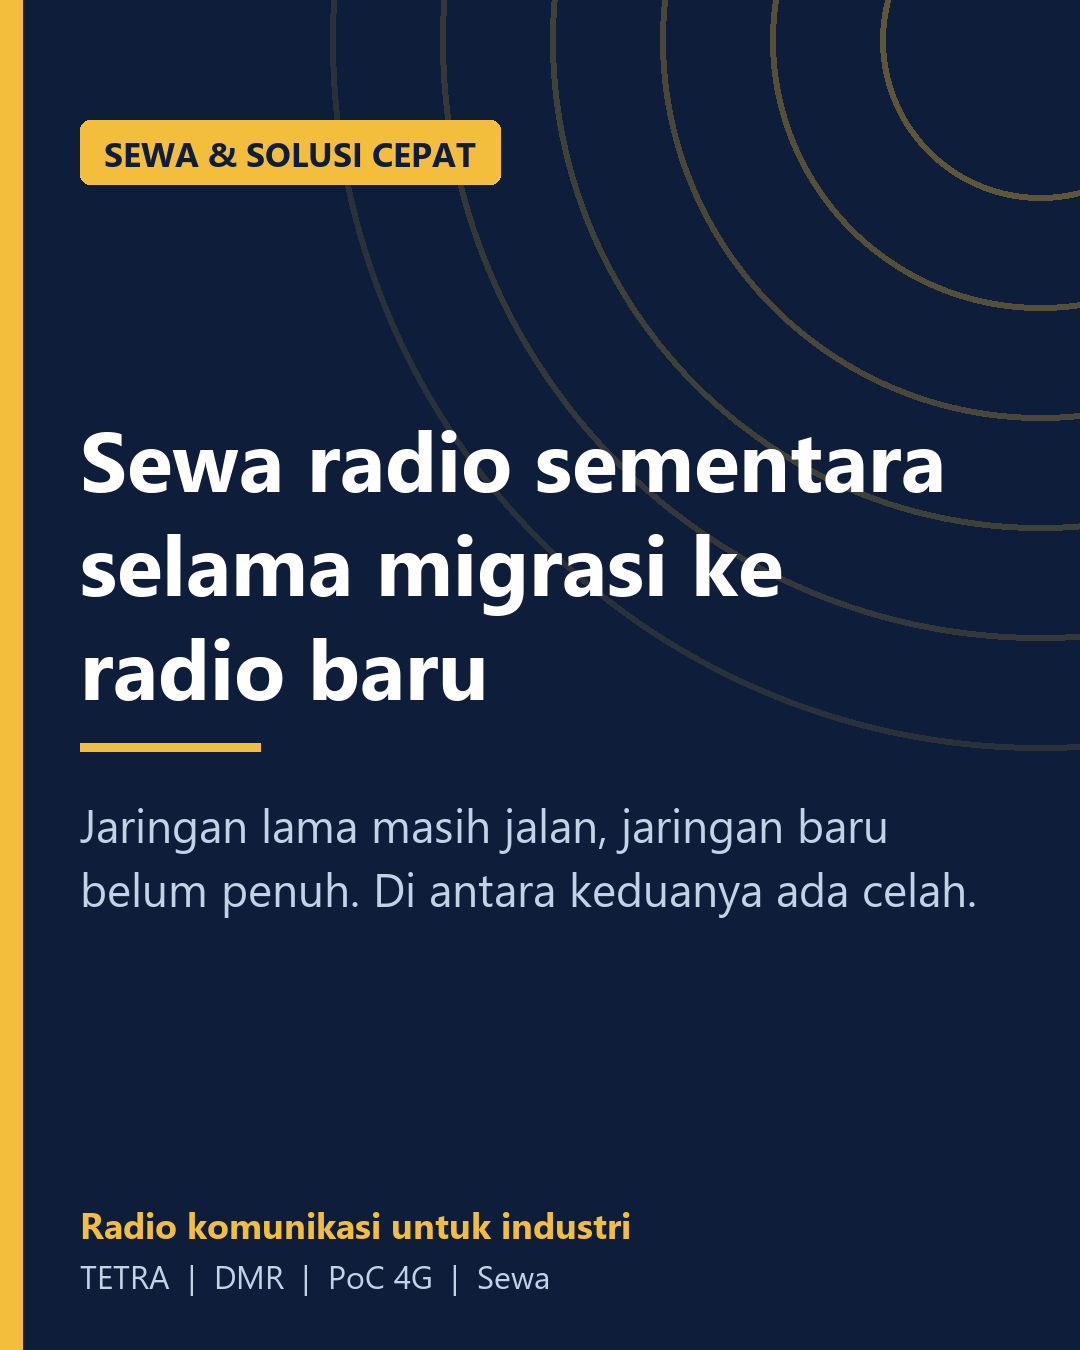 SEWA & SOLUSI CEPAT
Sewa radio sementara
selama migrasi ke
radio baru
Jaringan lama masih jalan, jaringan baru
belum penuh. Di antara keduanya ada celah.
Radio komunikasi untuk industri
TETRA | DMR | PoC 4G | Sewa